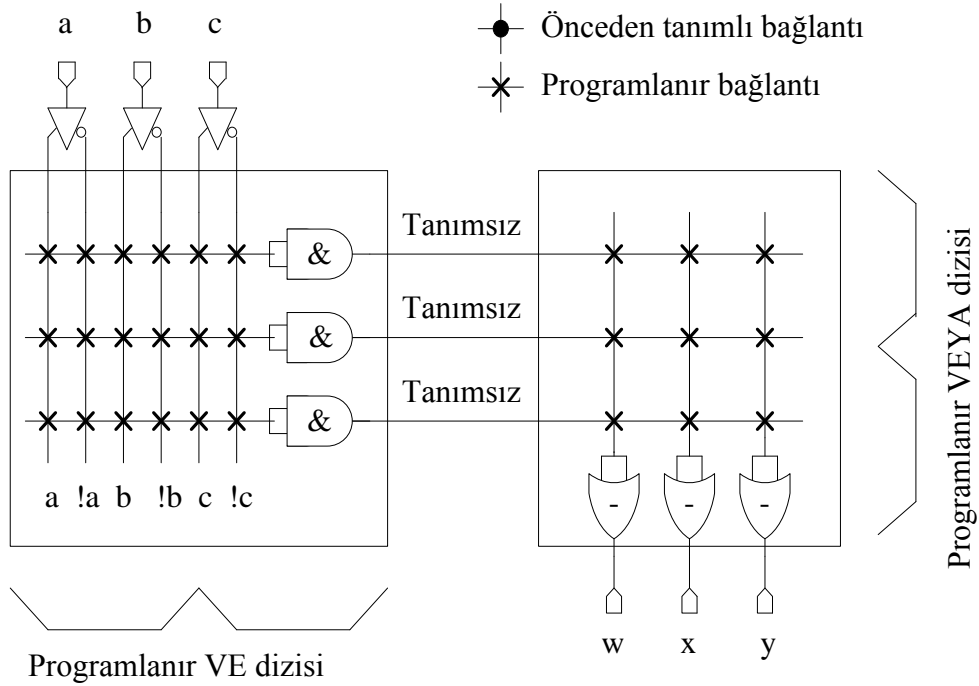 a b c
Önceden tanımlı bağlantı
Programlanır bağlantı
& Tanımsız
& Tanımsız
& Tanımsız
a !a b !b c !c
- - -
w x y
Programlanır VE dizisi
Programlanır VEYA dizisi